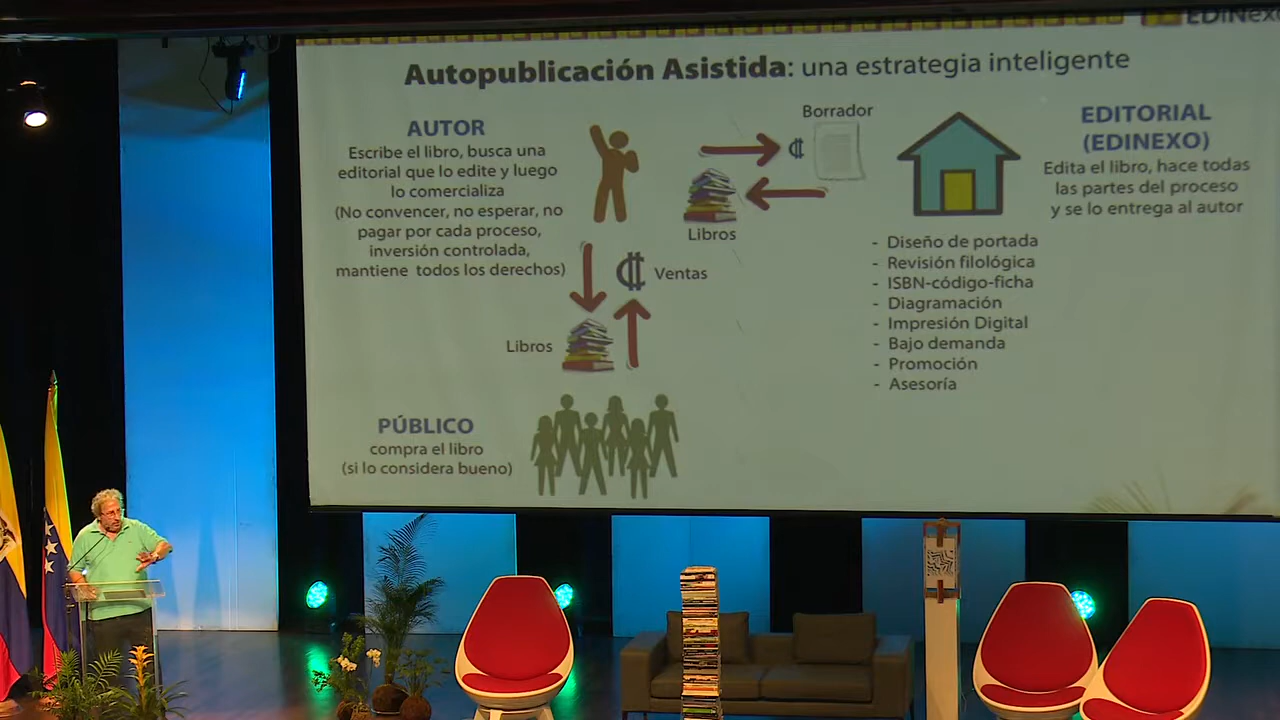 EDINexo
Autopublicación Asistida: una estrategia inteligente
AUTOR
Escribe el libro, busca una
editorial que lo edite y luego
lo comercializa
(No convencer, no esperar, no
pagar por cada proceso,
inversión controlada,
mantiene todos los derechos)
Borrador
₡
Libros
EDITORIAL
(EDINEXO)
Edita el libro, hace todas
las partes del proceso
y se lo entrega al autor
- Diseño de portada
- Revisión filológica
- ISBN-código-ficha
- Diagramación
- Impresión Digital
- Bajo demanda
- Promoción
- Asesoría
₡ Ventas
Libros
PÚBLICO
compra el libro
(si lo considera bueno)